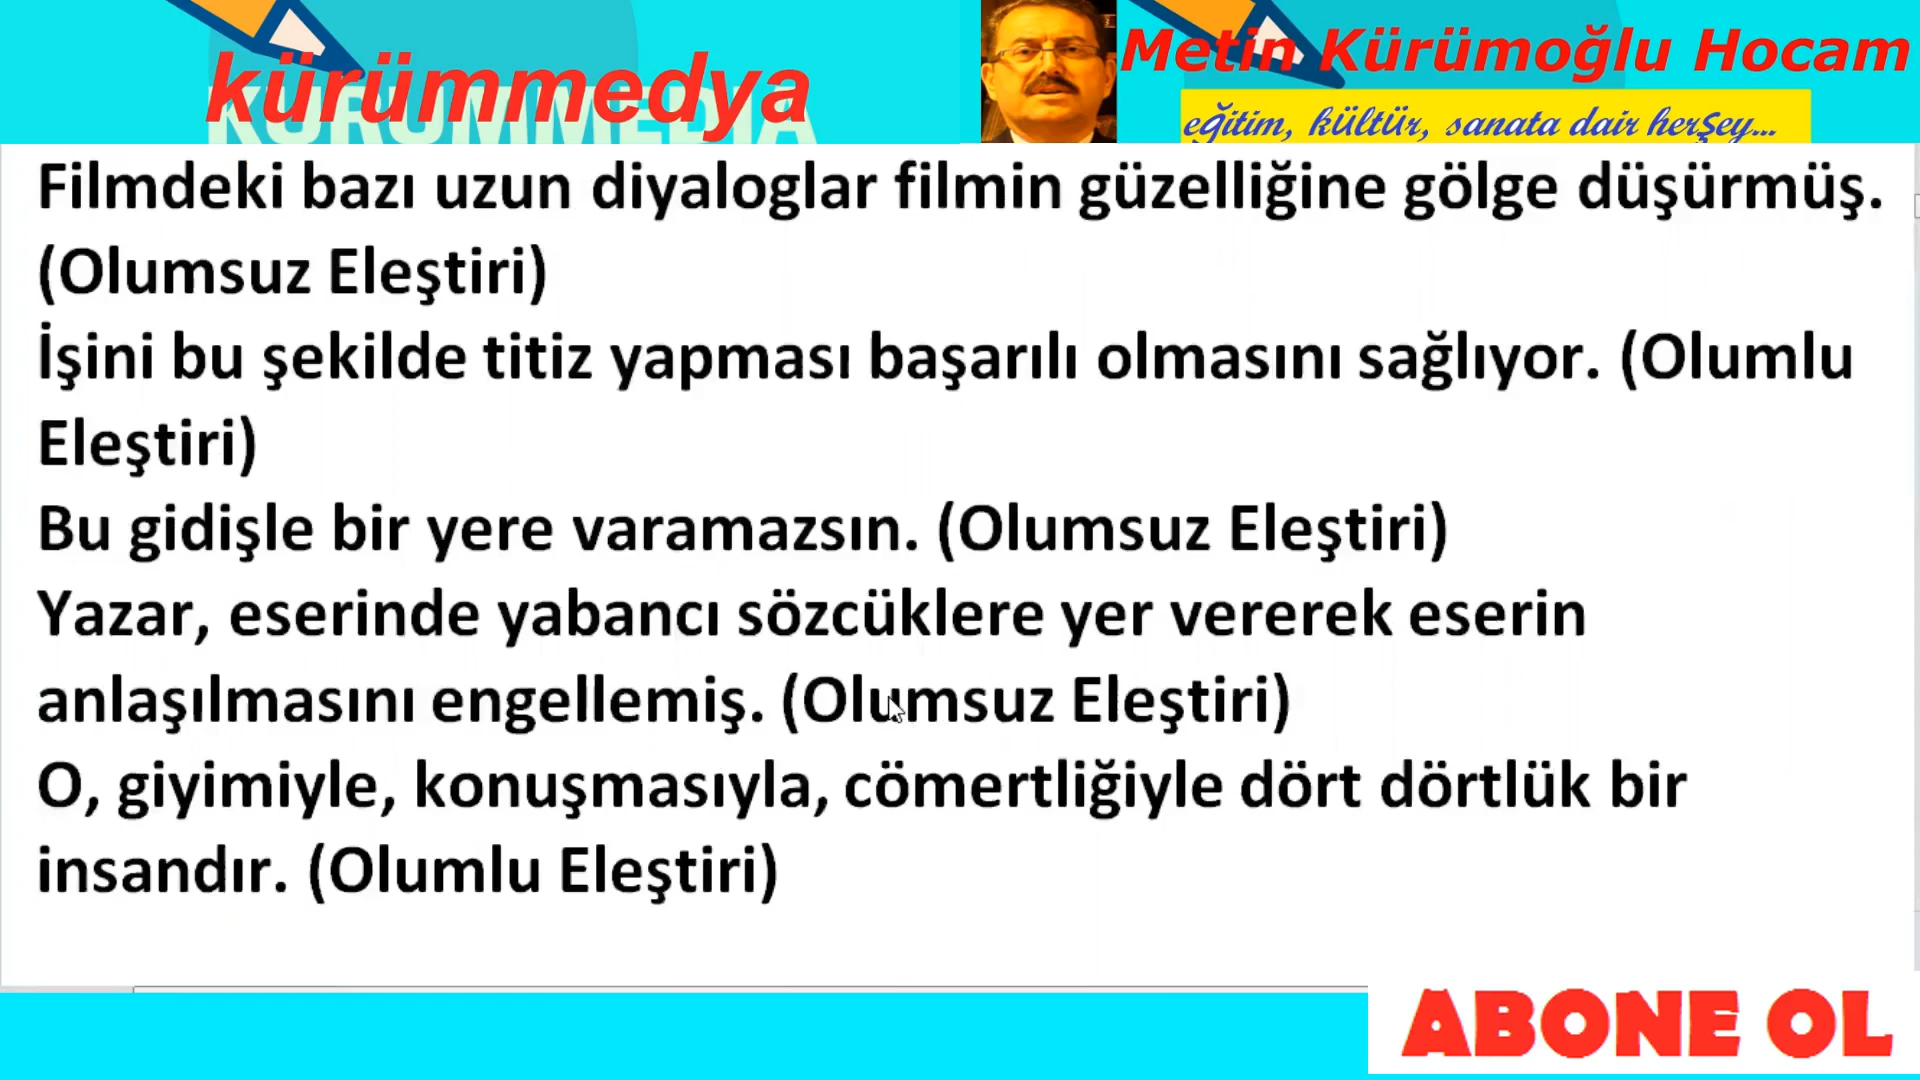 kürümmedya
KÜRÜMMEDIA
Metin Kürümoğlu Hocam
eğitim, kültür, sanata dair herşey...
Filmdeki bazı uzun diyaloglar filmin güzelliğine gölge düşürmüş.
(Olumsuz Eleştiri)
İşini bu şekilde titiz yapması başarılı olmasını sağlıyor. (Olumlu
Eleştiri)
Bu gidişle bir yere varamazsın. (Olumsuz Eleştiri)
Yazar, eserinde yabancı sözcüklere yer vererek eserin
anlaşılmasını engellemiş. (Olumsuz Eleştiri)
O, giyimiyle, konuşmasıyla, cömertliğiyle dört dörtlük bir
insandır. (Olumlu Eleştiri)
ABONE OL